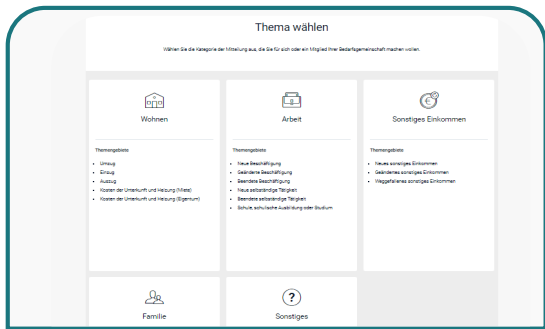 Thema wählen
Wählen Sie die Kategorie der Mitteilung aus, die Sie für sich oder ein Mitglied Ihrer Bedarfsgemeinschaft machen wollen.
Wohnen
Themengebiete
Umzug
Einzug
Auszug
Kosten der Unterkunft und Heizung (Miete)
Kosten der Unterkunft und Heizung (Eigentum)
Arbeit
Themengebiete
Neue Beschäftigung
Geänderte Beschäftigung
Beendete Beschäftigung
Neue selbständige Tätigkeit
Beendete selbständige Tätigkeit
Schule, schulische Ausbildung oder Studium
Sonstiges Einkommen
Themengebiete
Neues sonstiges Einkommen
Geändertes sonstiges Einkommen
Weggefallenes sonstiges Einkommen
Familie
Sonstiges